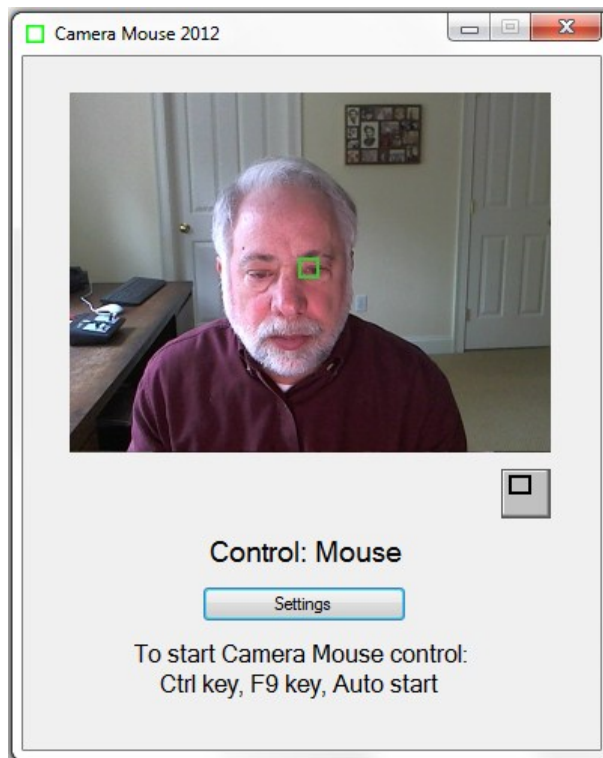 Camera Mouse 2012
Control: Mouse
Settings
To start Camera Mouse control:
Ctrl key, F9 key, Auto start